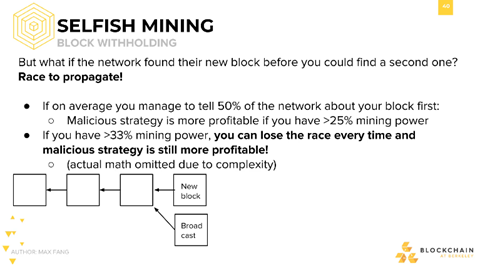 40
SELFISH MINING
BLOCK WITHHOLDING
But what if the network found their new block before you could find a second one?
Race to propagate!
● If on average you manage to tell 50% of the network about your block first:
○ Malicious strategy is more profitable if you have >25% mining power
● If you have >33% mining power, you can lose the race every time and
malicious strategy is still more profitable!
○ (actual math omitted due to complexity)
New
block
Broad
cast
AUTHOR: MAX FANG
BLOCKCHAIN
AT BERKELEY